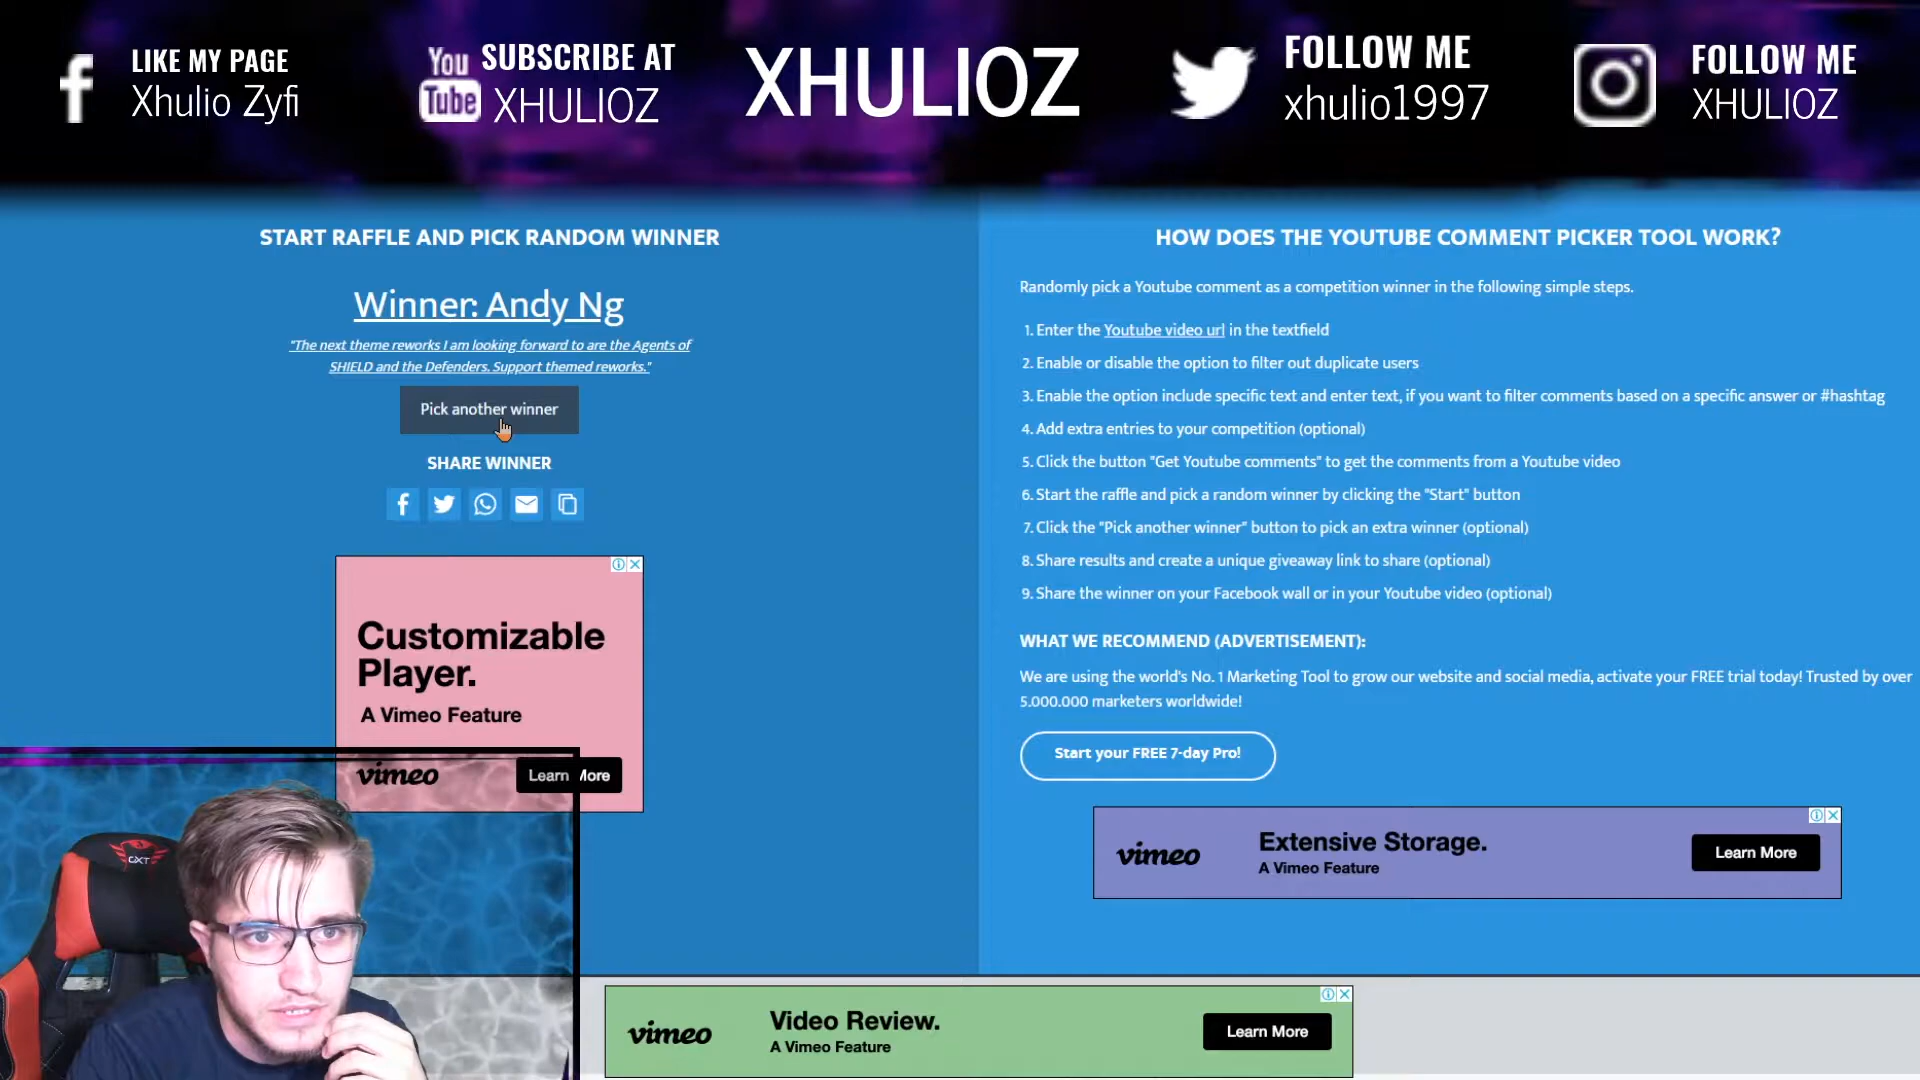 LIKE MY PAGE
Xhulio Zyfi
You
Tube
SUBSCRIBE AT
XHULIOZ
XHULIOZ
FOLLOW ME
xhulio1997
FOLLOW ME
XHULIOZ
START RAFFLE AND PICK RANDOM WINNER
Winner: Andy Ng
"The next theme reworks I am looking forward to are the Agents of
SHIELD and the Defenders. Support themed reworks."
Pick another winner
SHARE WINNER
Customizable
Player.
A Vimeo Feature
vimeo
Learn More
GXT
HOW DOES THE YOUTUBE COMMENT PICKER TOOL WORK?
Randomly pick a Youtube comment as a competition winner in the following simple steps.
1. Enter the Youtube video url in the textfield
2. Enable or disable the option to filter out duplicate users
3. Enable the option include specific text and enter text, if you want to filter comments based on a specific answer or #hashtag
4. Add extra entries to your competition (optional)
5. Click the button "Get Youtube comments" to get the comments from a Youtube video
6. Start the raffle and pick a random winner by clicking the "Start" button
7. Click the "Pick another winner" button to pick an extra winner (optional)
8. Share results and create a unique giveaway link to share (optional)
9. Share the winner on your Facebook wall or in your Youtube video (optional)
WHAT WE RECOMMEND (ADVERTISEMENT):
We are using the world's No. 1 Marketing Tool to grow our website and social media, activate your FREE trial today! Trusted by over
5.000.000 marketers worldwide!
Start your FREE 7-day Pro!
vimeo
Extensive Storage.
A Vimeo Feature
Learn More
vimeo
Video Review.
A Vimeo Feature
Learn More